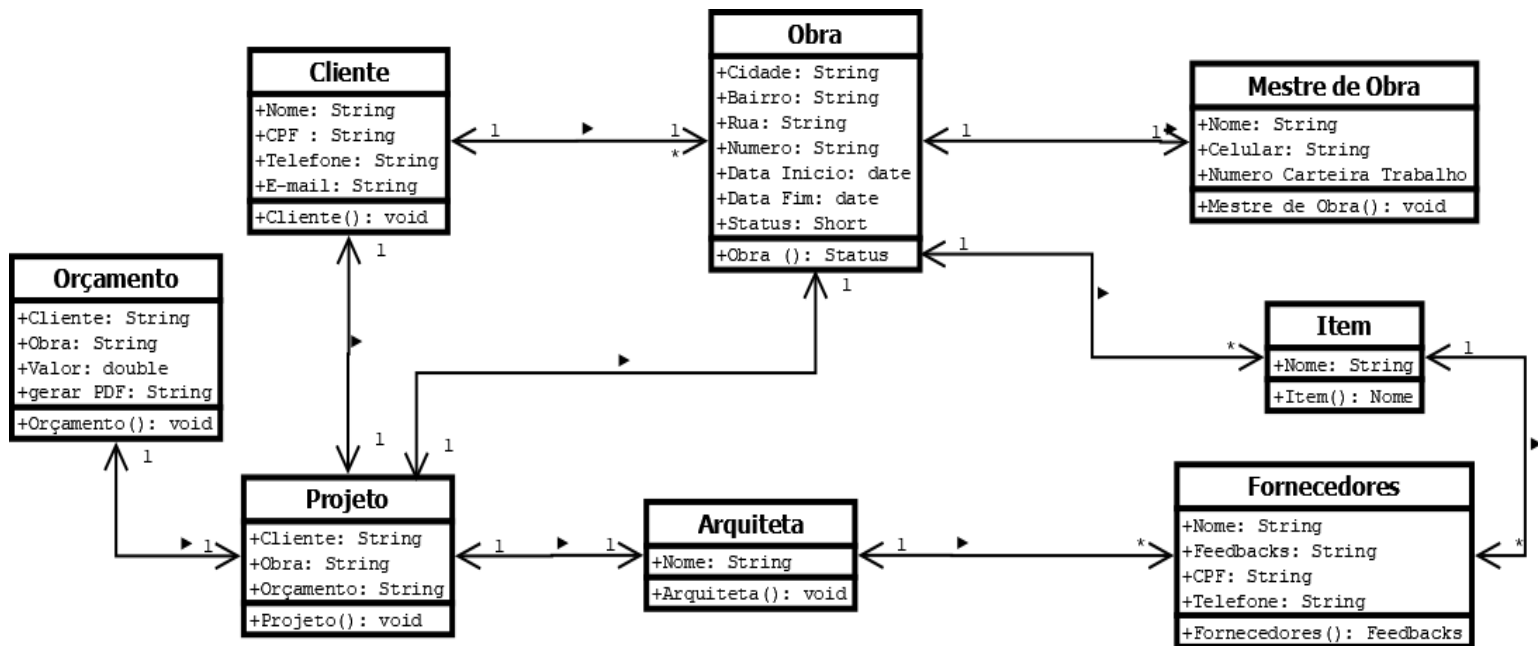 Obra
+Cidade: String
+Bairro: String
+Rua: String
+Numero: String
+Data Inicio: date
+Data Fim: date
+Status: Short
+Obra (): Status
Cliente
+Nome: String
+CPF : String
+Telefone: String
+E-mail: String
+Cliente(): void
Mestre de Obra
+Nome: String
+Celular: String
+Numero Carteira Trabalho
+Mestre de Obra(): void
1
1
*
1
1*
1
1
1
Orçamento
+Cliente: String
+Obra: String
+Valor: double
+gerar PDF: String
+Orçamento(): void
Item
+Nome: String
+Item(): Nome
*
1
1
1
1
Projeto
+Cliente: String
+Obra: String
+Orçamento: String
+Projeto(): void
1
1
1
Arquiteta
+Nome: String
+Arquiteta(): void
1
*
Fornecedores
+Nome: String
+Feedbacks: String
+CPF: String
+Telefone: String
+Fornecedores(): Feedbacks
*